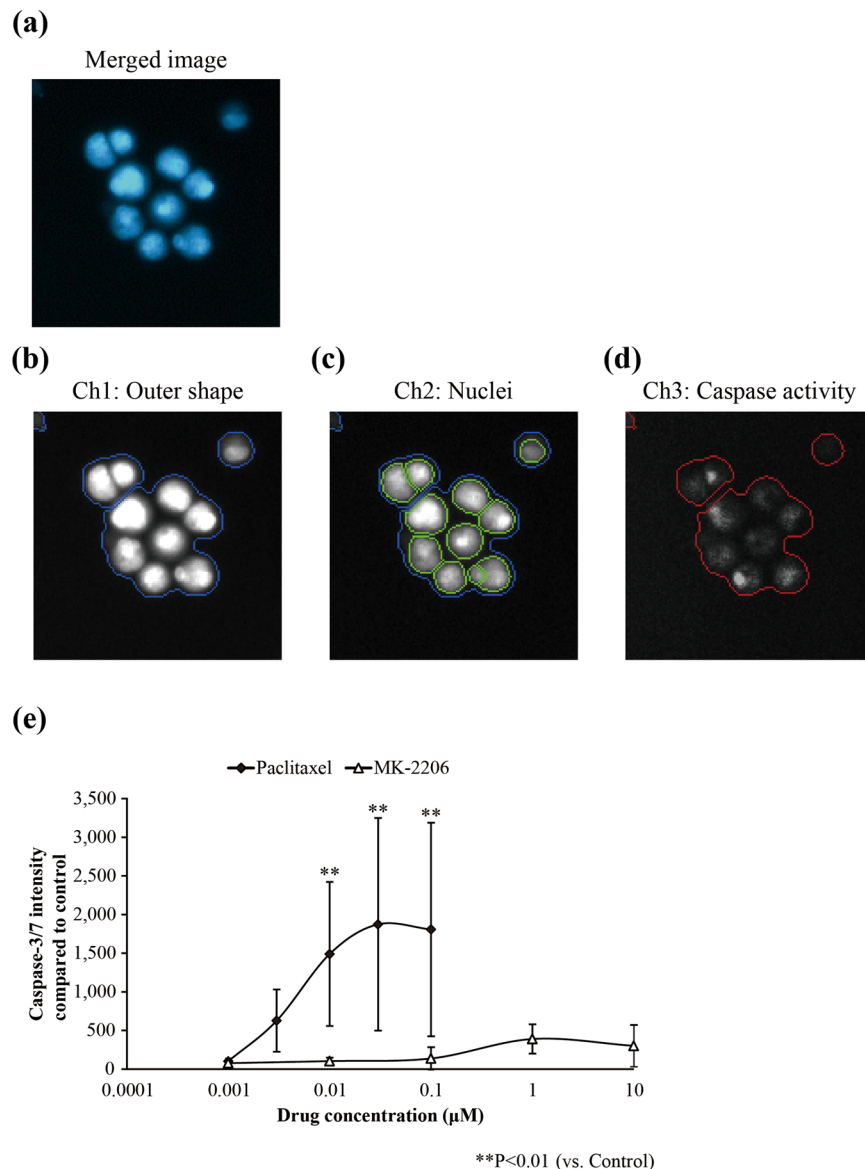 (a)
Merged image
(b)
Ch1: Outer shape
(c)
Ch2: Nuclei
(d)
Ch3: Caspase activity
(e)
Paclitaxel
MK-2206
Caspase-3/7 intensity
compared to control
3,500
3,000
2,500
2,000
1,500
1,000
500
0
**
**
**
0.0001
0.001
0.01
0.1
1
10
Drug concentration (µM)
**P<0.01 (vs. Control)